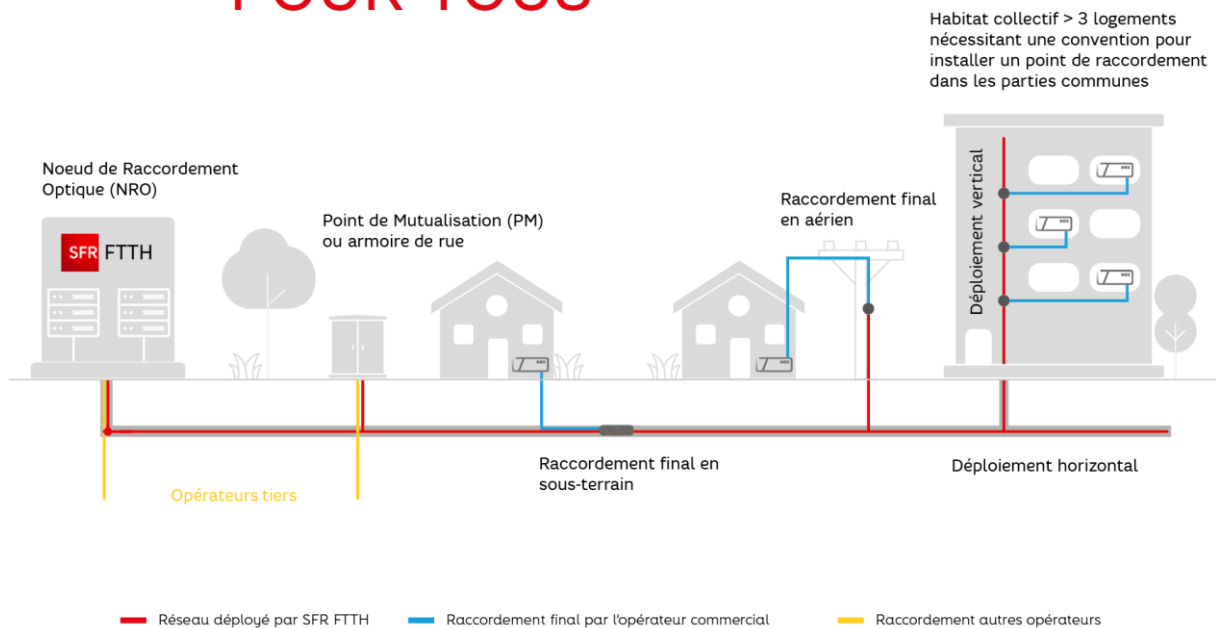 POUR TOUS
Habitat collectif > 3 logements
nécessitant une convention pour
installer un point de raccordement
dans les parties communes
Noeud de Raccordement
Optique (NRO)
SFR FTTH
Point de Mutualisation (PM)
ou armoire de rue
Raccordement final
en aérien
Déploiement vertical
Raccordement final en
sous-terrain
Déploiement horizontal
Opérateurs tiers
Réseau déployé par SFR FTTH
Raccordement final par l'opérateur commercial
Raccordement autres opérateurs